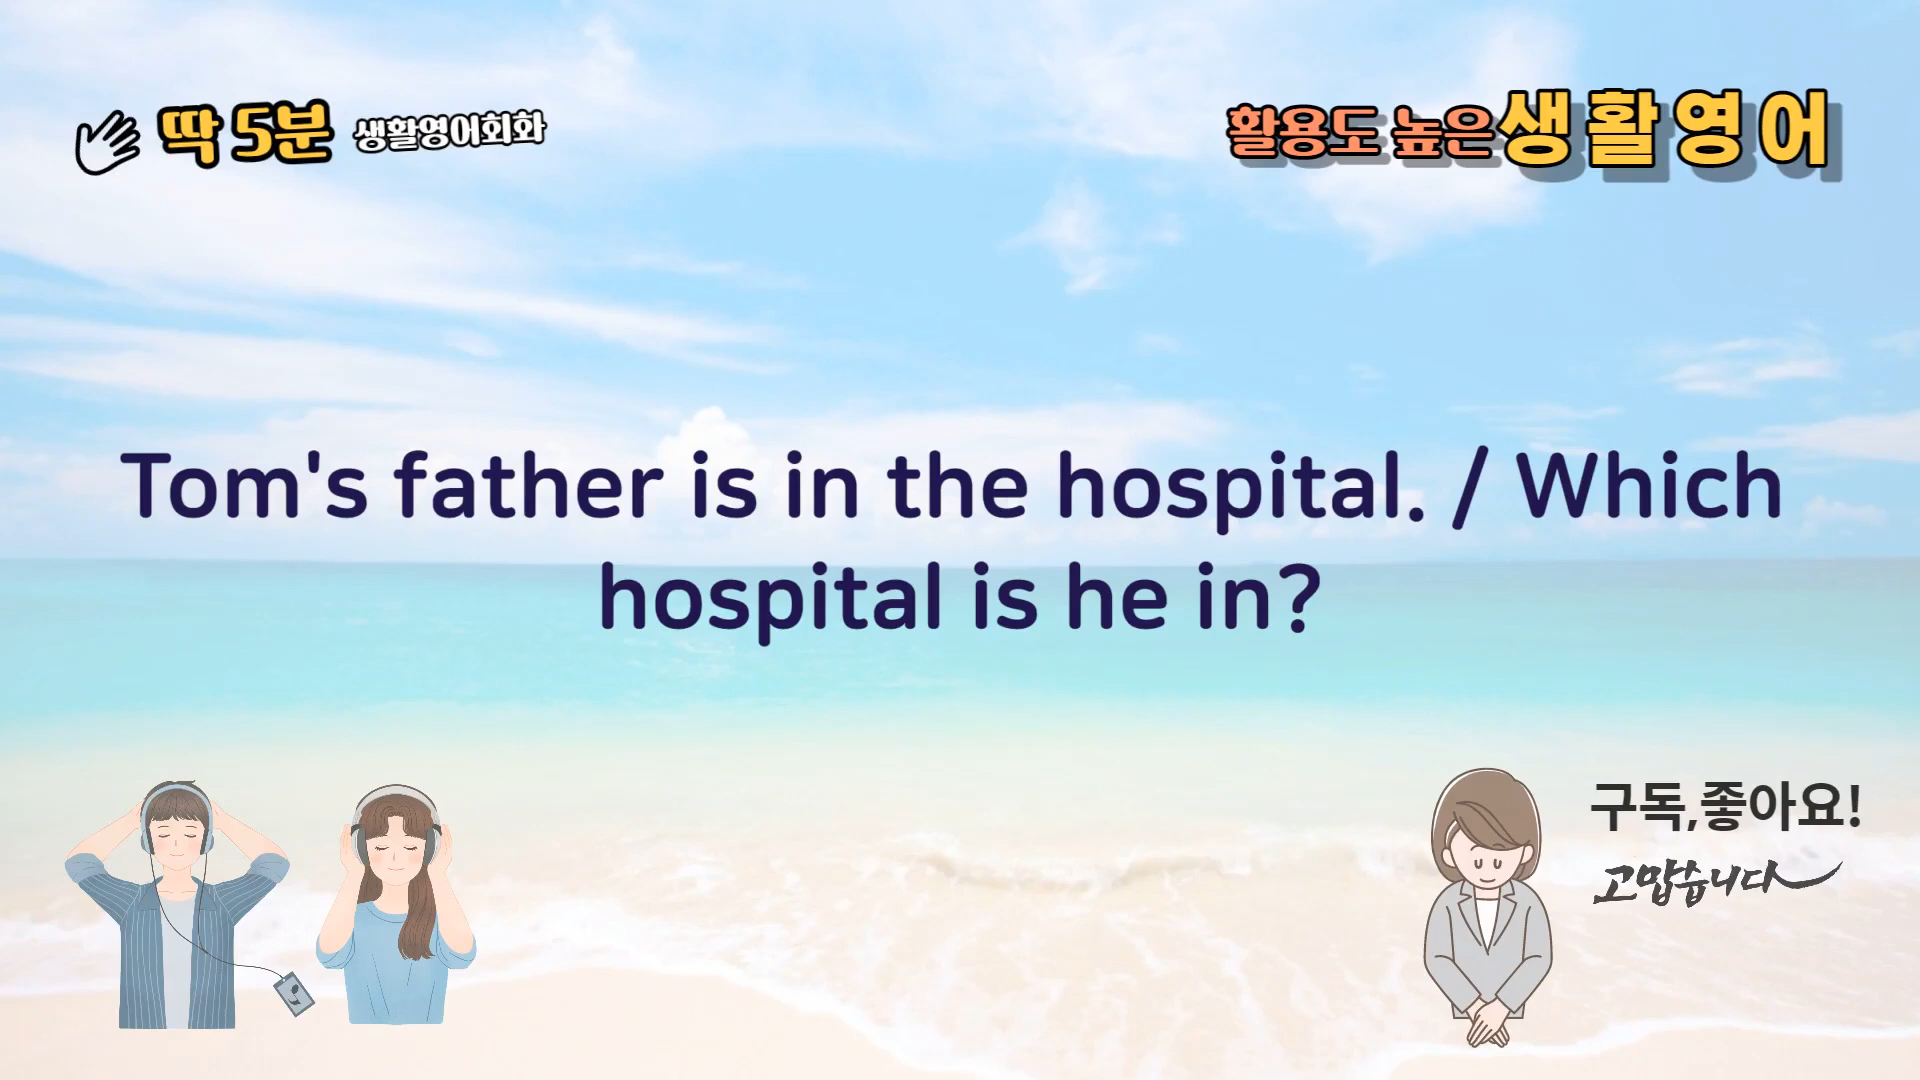 딱 5분 생활영어회화
활용도 높은 생활영어
Tom's father is in the hospital. / Which
hospital is he in?
구독,좋아요!
고맙습니다